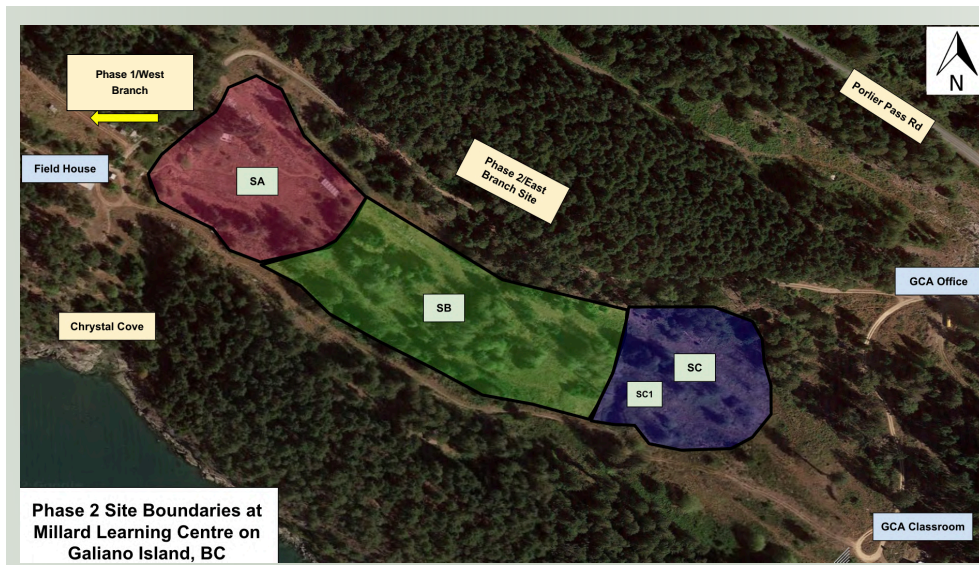 Phase 1/West
Branch
N
Porlier Pass Rd
Field House
SA
Phase 2/East
Branch Site
GCA Office
SB
Chrystal Cove
SC
SC1
Phase 2 Site Boundaries at
Millard Learning Centre on
Galiano Island, BC
GCA Classroom